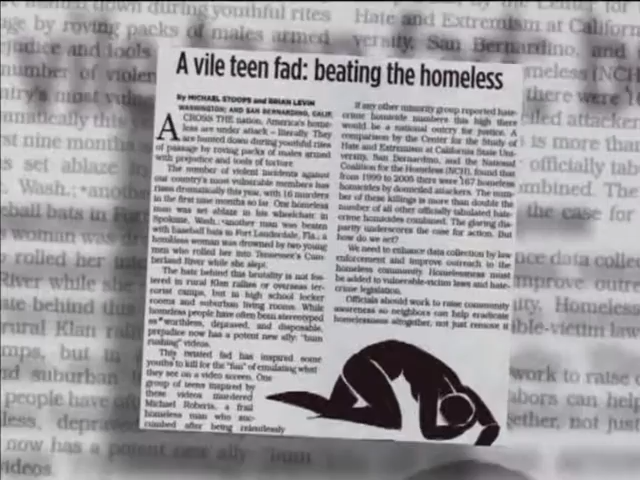 A vile teen fad: beating the homeless
By MICHAEL STOOPS and BRIAN LEVIN
WASHINGTON; AND SAN BERNARDINO, CALIF.
ACROSS THE nation, America's home-
less are under attack – literally. They
are hunted down during youthful rites
of passage by roving packs of males armed
with prejudice and tools of torture.
The number of violent incidents against
our country's most vulnerable members has
risen dramatically this year, with 16 murders
in the first nine months so far. One homeless
man was set ablaze in his wheelchair in
Spokane, Wash.; another man was beaten
with baseball bats in Fort Lauderdale, Fla.; a
homeless woman was drowned by two young
men who rolled her into Tennessee's Cum-
berland River while she slept.
The hate behind this brutality is not fos-
tered in rural Klan rallies or overseas ter-
rorist camps, but in high school locker
rooms and suburban living rooms. While
homeless people have often been stereotyped
as worthless, depraved, and disposable,
prejudice now has a potent new ally: "bum
rushing" videos.
This twisted fad has inspired some
youths to kill for the "fun" of emulating what
they see on a video screen. One
group of teens inspired by
these videos murdered
Michael Roberts, a frail
homeless man who suc-
cumbed after being relentlessly
If any other minority group reported hate-
crime homicide numbers this high there
would be a national outcry for justice. A
comparison by the Center for the Study of
Hate and Extremism at California State Uni-
versity, San Bernardino, and the National
Coalition for the Homeless (NCH), found that
from 1999 to 2005 there were 167 homeless
homicides by domiciled attackers. The num-
ber of these killings is more than double the
number of all other officially tabulated hate-
crime homicides combined. The glaring dis-
parity underscores the case for action. But
how do we act?
We need to enhance data collection by law
enforcement and improve outreach to the
homeless community. Homelessness must
be added to vulnerable-victim laws and hate-
crime legislation.
Officials should work to raise community
awareness so neighbors can help eradicate
homelessness altogether, not just remove it